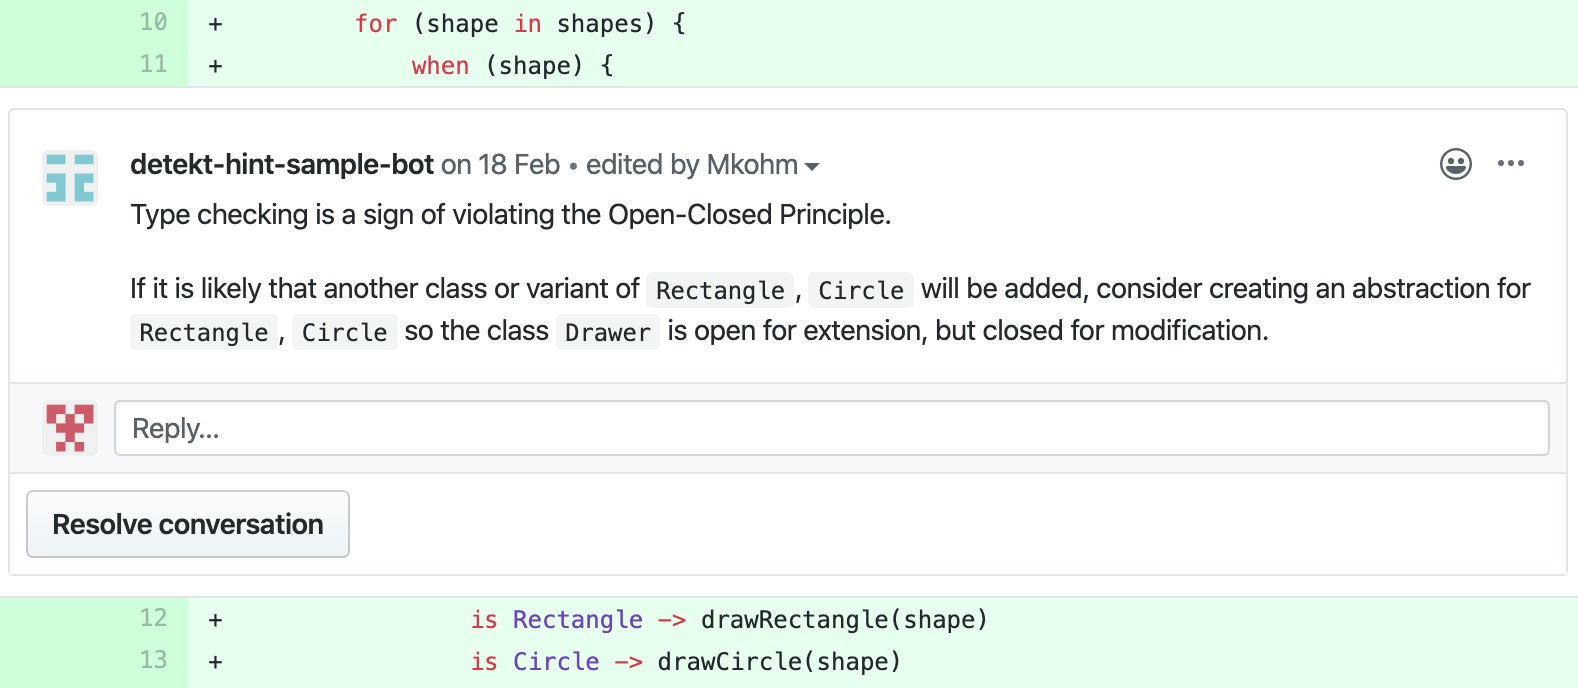 10 + for (shape in shapes) {
11 + when (shape) {
detekt-hint-sample-bot on 18 Feb • edited by Mkohm
Type checking is a sign of violating the Open-Closed Principle.
If it is likely that another class or variant of Rectangle, Circle will be added, consider creating an abstraction for
Rectangle, Circle so the class Drawer is open for extension, but closed for modification.
Reply...
Resolve conversation
12 + is Rectangle -> drawRectangle(shape)
13 + is Circle -> drawCircle(shape)